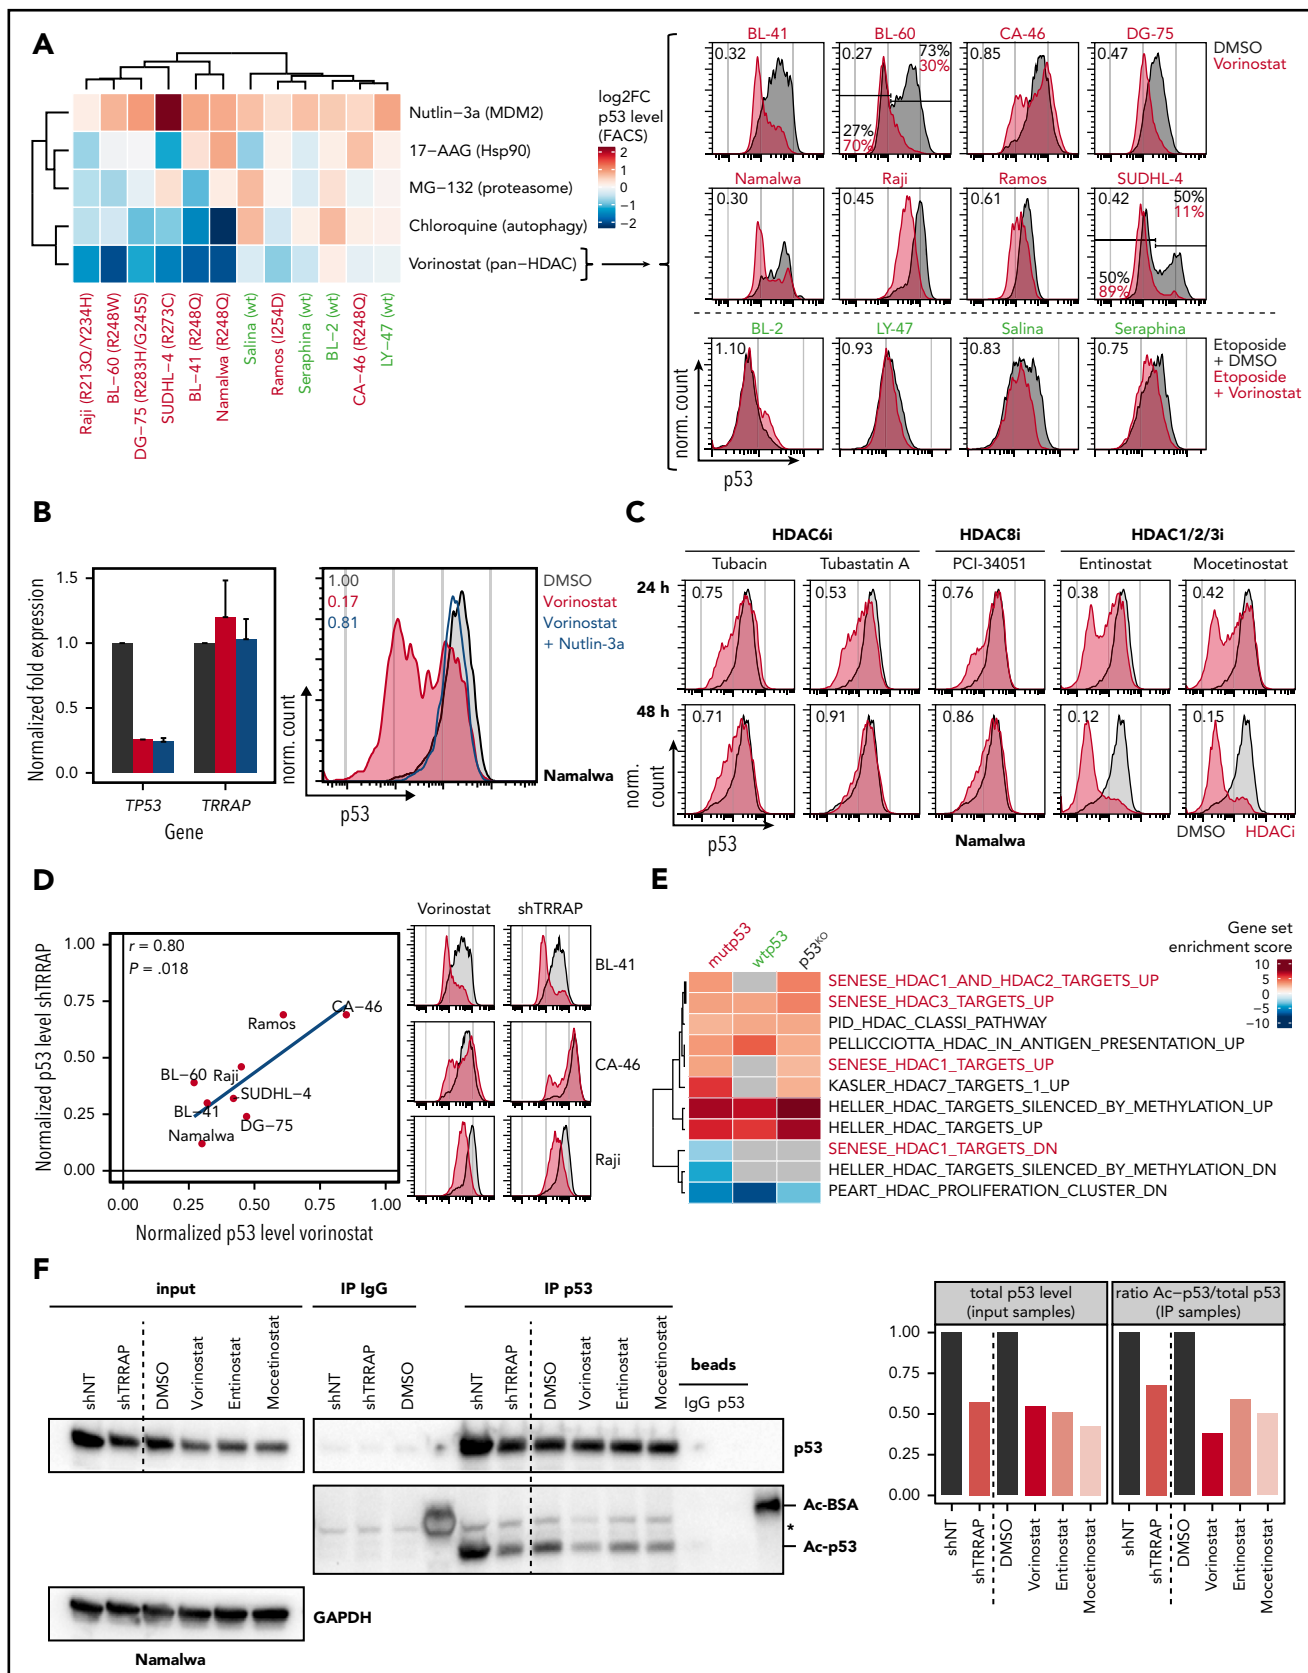 A
Nutlin−3a (MDM2)
17−AAG (Hsp90)
MG−132 (proteasome)
Chloroquine (autophagy)
Vorinostat (pan−HDAC)
log2FC
p53 level
(FACS)
2
1
0
−1
−2
Raji (R213Q/Y234H)
BL−60 (R248W)
DG−75 (R283H/G245S)
SUDHL−4 (R273C)
BL−41 (R248Q)
Namalwa (R248Q)
Salina (wt)
Ramos (I254D)
Seraphina (wt)
BL−2 (wt)
CA−46 (R248Q)
LY−47 (wt)
BL-41
BL-60
CA-46
DG-75
0.32
0.27
73%
30%
27%
70%
0.85
0.47
DMSO
Vorinostat
Namalwa
Raji
Ramos
SUDHL-4
0.30
0.45
0.61
0.42
50%
11%
50%
89%
BL-2
LY-47
Salina
Seraphina
1.10
0.93
0.83
0.75
Etoposide
+ DMSO
Etoposide
+ Vorinostat
norm. count
p53
B
Normalized fold expression
1.5
1.0
0.5
0.0
TP53
TRRAP
Gene
1.00
0.17
0.81
DMSO
Vorinostat
Vorinostat
+ Nutlin-3a
norm. count
p53
Namalwa
C
HDAC6i
HDAC8i
HDAC1/2/3i
Tubacin
Tubastatin A
PCI-34051
Entinostat
Mocetinostat
24 h
0.75
0.53
0.76
0.38
0.42
48 h
0.71
0.91
0.86
0.12
0.15
norm.
count
p53
Namalwa
DMSO
HDACi
D
Normalized p53 level shTRRAP
1.00
0.75
0.50
0.25
0.00
r = 0.80
P = .018
CA-46
Ramos
BL-60
Raji
SUDHL-4
BL-41
DG-75
Namalwa
0.00
0.25
0.50
0.75
1.00
Normalized p53 level vorinostat
Vorinostat
shTRRAP
BL-41
CA-46
Raji
E
mutp53
wtp53
p53KO
Gene set
enrichment score
10
5
0
−5
−10
SENESE_HDAC1_AND_HDAC2_TARGETS_UP
SENESE_HDAC3_TARGETS_UP
PID_HDAC_CLASSI_PATHWAY
PELLICCIOTTA_HDAC_IN_ANTIGEN_PRESENTATION_UP
SENESE_HDAC1_TARGETS_UP
KASLER_HDAC7_TARGETS_1_UP
HELLER_HDAC_TARGETS_SILENCED_BY_METHYLATION_UP
HELLER_HDAC_TARGETS_UP
SENESE_HDAC1_TARGETS_DN
HELLER_HDAC_TARGETS_SILENCED_BY_METHYLATION_DN
PEART_HDAC_PROLIFERATION_CLUSTER_DN
F
input
IP IgG
IP p53
beads
shNT
shTRRAP
DMSO
Vorinostat
Entinostat
Mocetinostat
shNT
shTRRAP
DMSO
shNT
shTRRAP
DMSO
Vorinostat
Entinostat
Mocetinostat
IgG p53
p53
Ac-BSA
*
Ac-p53
GAPDH
Namalwa
total p53 level
(input samples)
ratio Ac−p53/total p53
(IP samples)
1.00
0.75
0.50
0.25
0.00
shNT
shTRRAP
DMSO
Vorinostat
Entinostat
Mocetinostat
shNT
shTRRAP
DMSO
Vorinostat
Entinostat
Mocetinostat